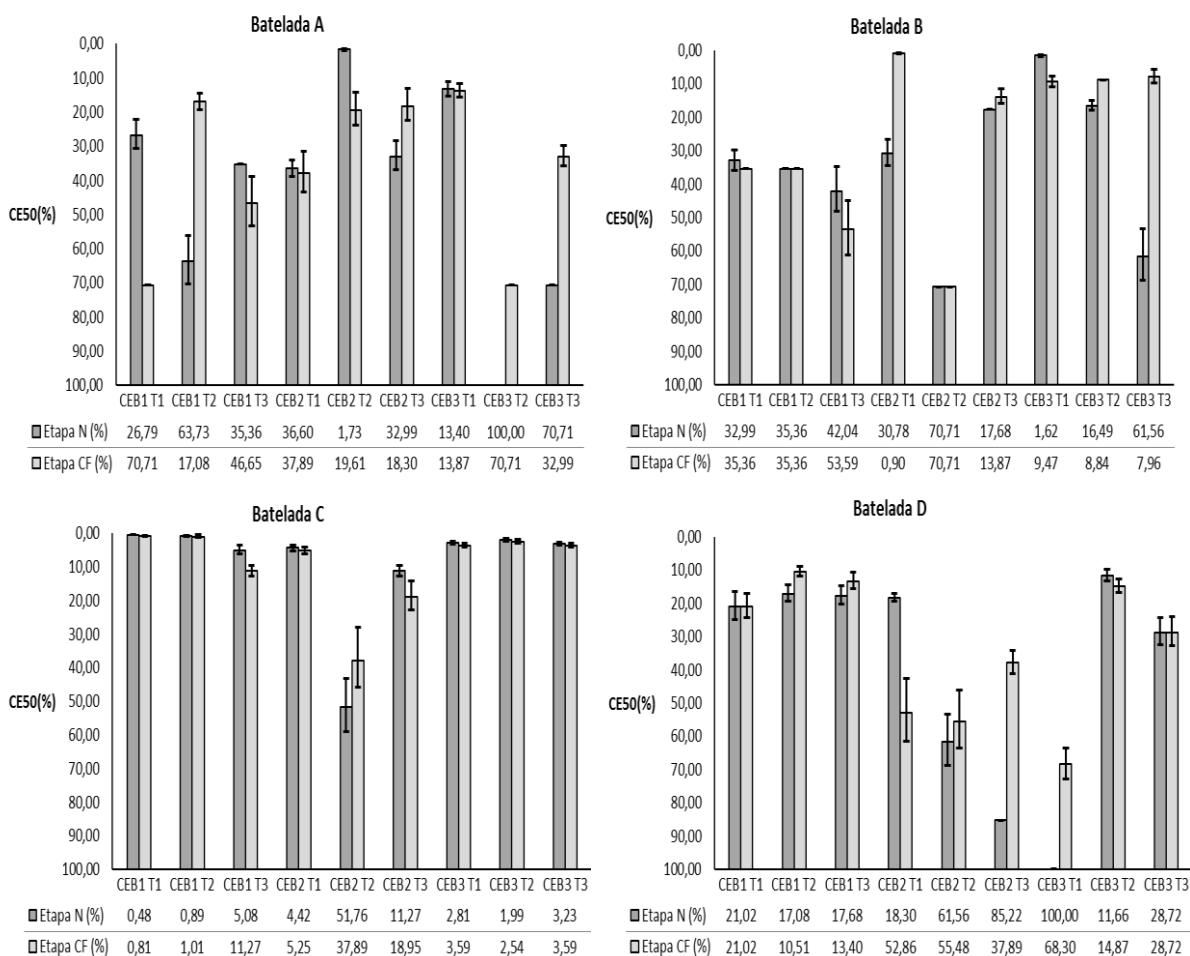 Batelada A
0,00
10,00
20,00
30,00
40,00
50,00
60,00
70,00
80,00
90,00
100,00
CE50(%)
CEB1 T1 CEB1 T2 CEB1 T3 CEB2 T1 CEB2 T2 CEB2 T3 CEB3 T1 CEB3 T2 CEB3 T3
Etapa N (%) 26,79 63,73 35,36 36,60 1,73 32,99 13,40 100,00 70,71
Etapa CF (%) 70,71 17,08 46,65 37,89 19,61 18,30 13,87 70,71 32,99
Batelada B
0,00
10,00
20,00
30,00
40,00
50,00
60,00
70,00
80,00
90,00
100,00
CE50(%)
CEB1 T1 CEB1 T2 CEB1 T3 CEB2 T1 CEB2 T2 CEB2 T3 CEB3 T1 CEB3 T2 CEB3 T3
Etapa N (%) 32,99 35,36 42,04 30,78 70,71 17,68 1,62 16,49 61,56
Etapa CF (%) 35,36 35,36 53,59 0,90 70,71 13,87 9,47 8,84 7,96
Batelada C
0,00
10,00
20,00
30,00
40,00
50,00
60,00
70,00
80,00
90,00
100,00
CE50(%)
CEB1 T1 CEB1 T2 CEB1 T3 CEB2 T1 CEB2 T2 CEB2 T3 CEB3 T1 CEB3 T2 CEB3 T3
Etapa N (%) 0,48 0,89 5,08 4,42 51,76 11,27 2,81 1,99 3,23
Etapa CF (%) 0,81 1,01 11,27 5,25 37,89 18,95 3,59 2,54 3,59
Batelada D
0,00
10,00
20,00
30,00
40,00
50,00
60,00
70,00
80,00
90,00
100,00
CE50(%)
CEB1 T1 CEB1 T2 CEB1 T3 CEB2 T1 CEB2 T2 CEB2 T3 CEB3 T1 CEB3 T2 CEB3 T3
Etapa N (%) 21,02 17,08 17,68 18,30 61,56 85,22 100,00 11,66 28,72
Etapa CF (%) 21,02 10,51 13,40 52,86 55,48 37,89 68,30 14,87 28,72